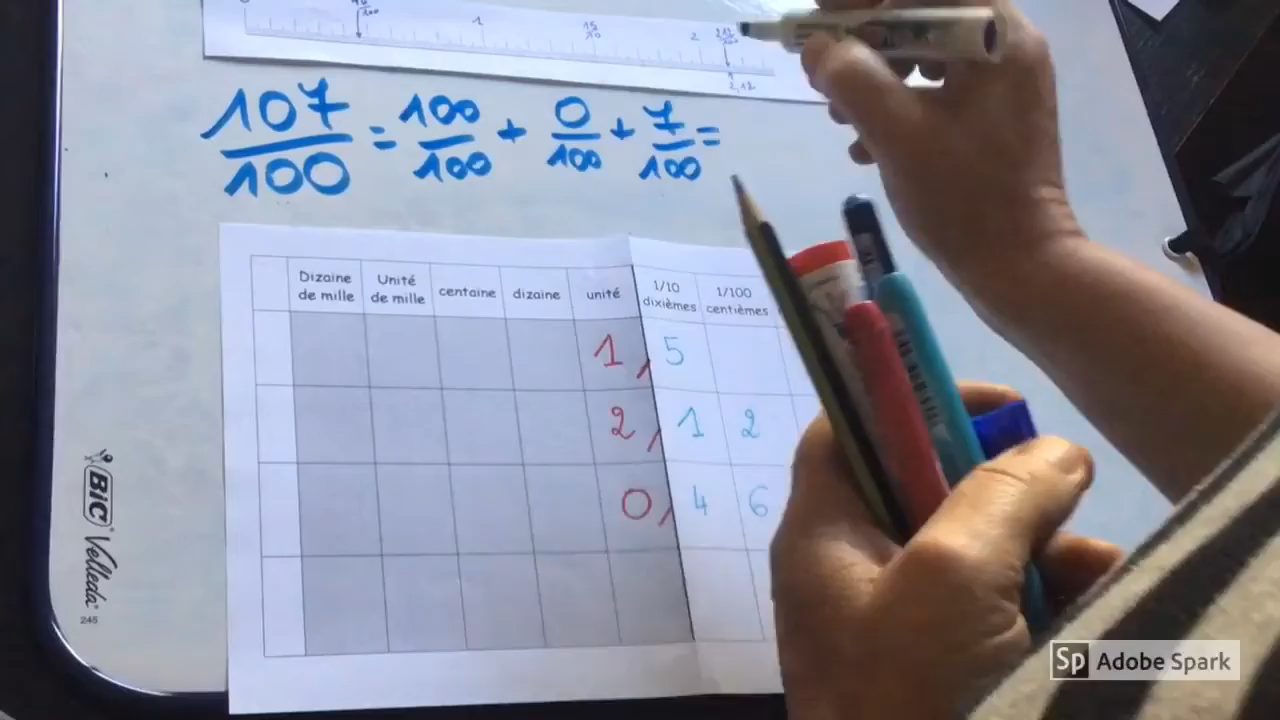 1 15/10 2
2,12
107/100 = 100/100 + 0/100 + 7/100 =
Dizaine de mille Unité de mille centaine dizaine unité 1/10 dixièmes 1/100 centièmes
1, 5
2, 1 2
0, 4 6
BIC Velleda
245
Sp Adobe Spark